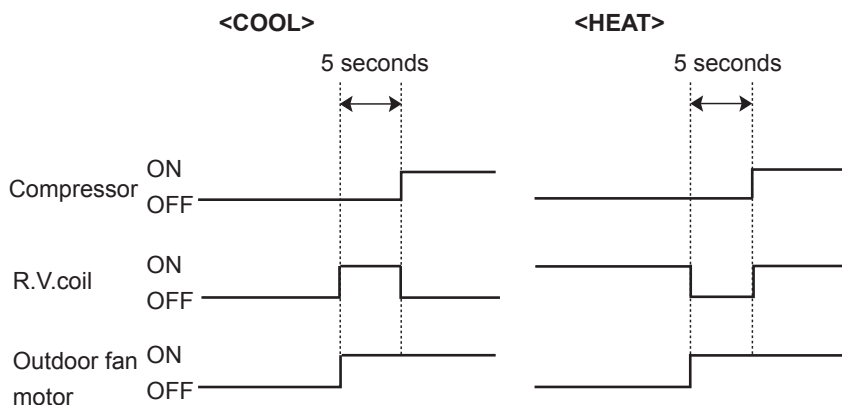 <COOL>
<HEAT>
5 seconds
5 seconds
Compressor
ON
OFF
R.V.coil
ON
OFF
Outdoor fan
motor
ON
OFF